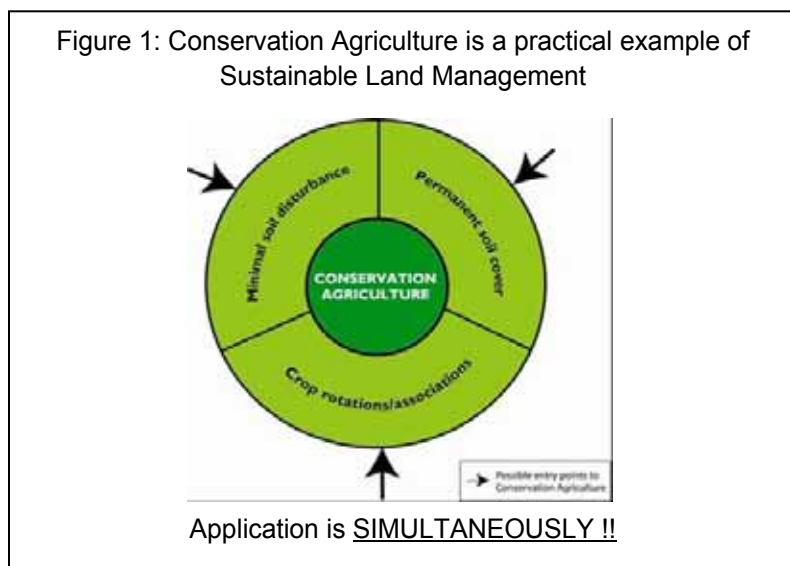 Figure 1: Conservation Agriculture is a practical example of
Sustainable Land Management
Minimal soil disturbance
Permanent soil cover
CONSERVATION
AGRICULTURE
Crop rotations/associations
Possible entry points to
Conservation Agriculture
Application is SIMULTANEOUSLY !!